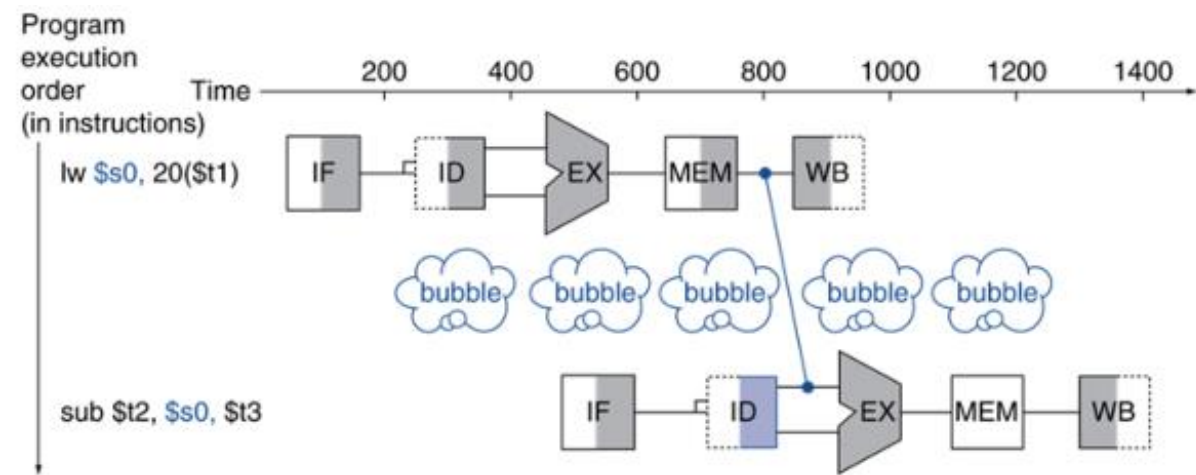 Program
execution
order
(in instructions)
Time
200 400 600 800 1000 1200 1400
lw $s0, 20($t1)
IF ID EX MEM WB
bubble bubble bubble bubble bubble
sub $t2, $s0, $t3
IF ID EX MEM WB